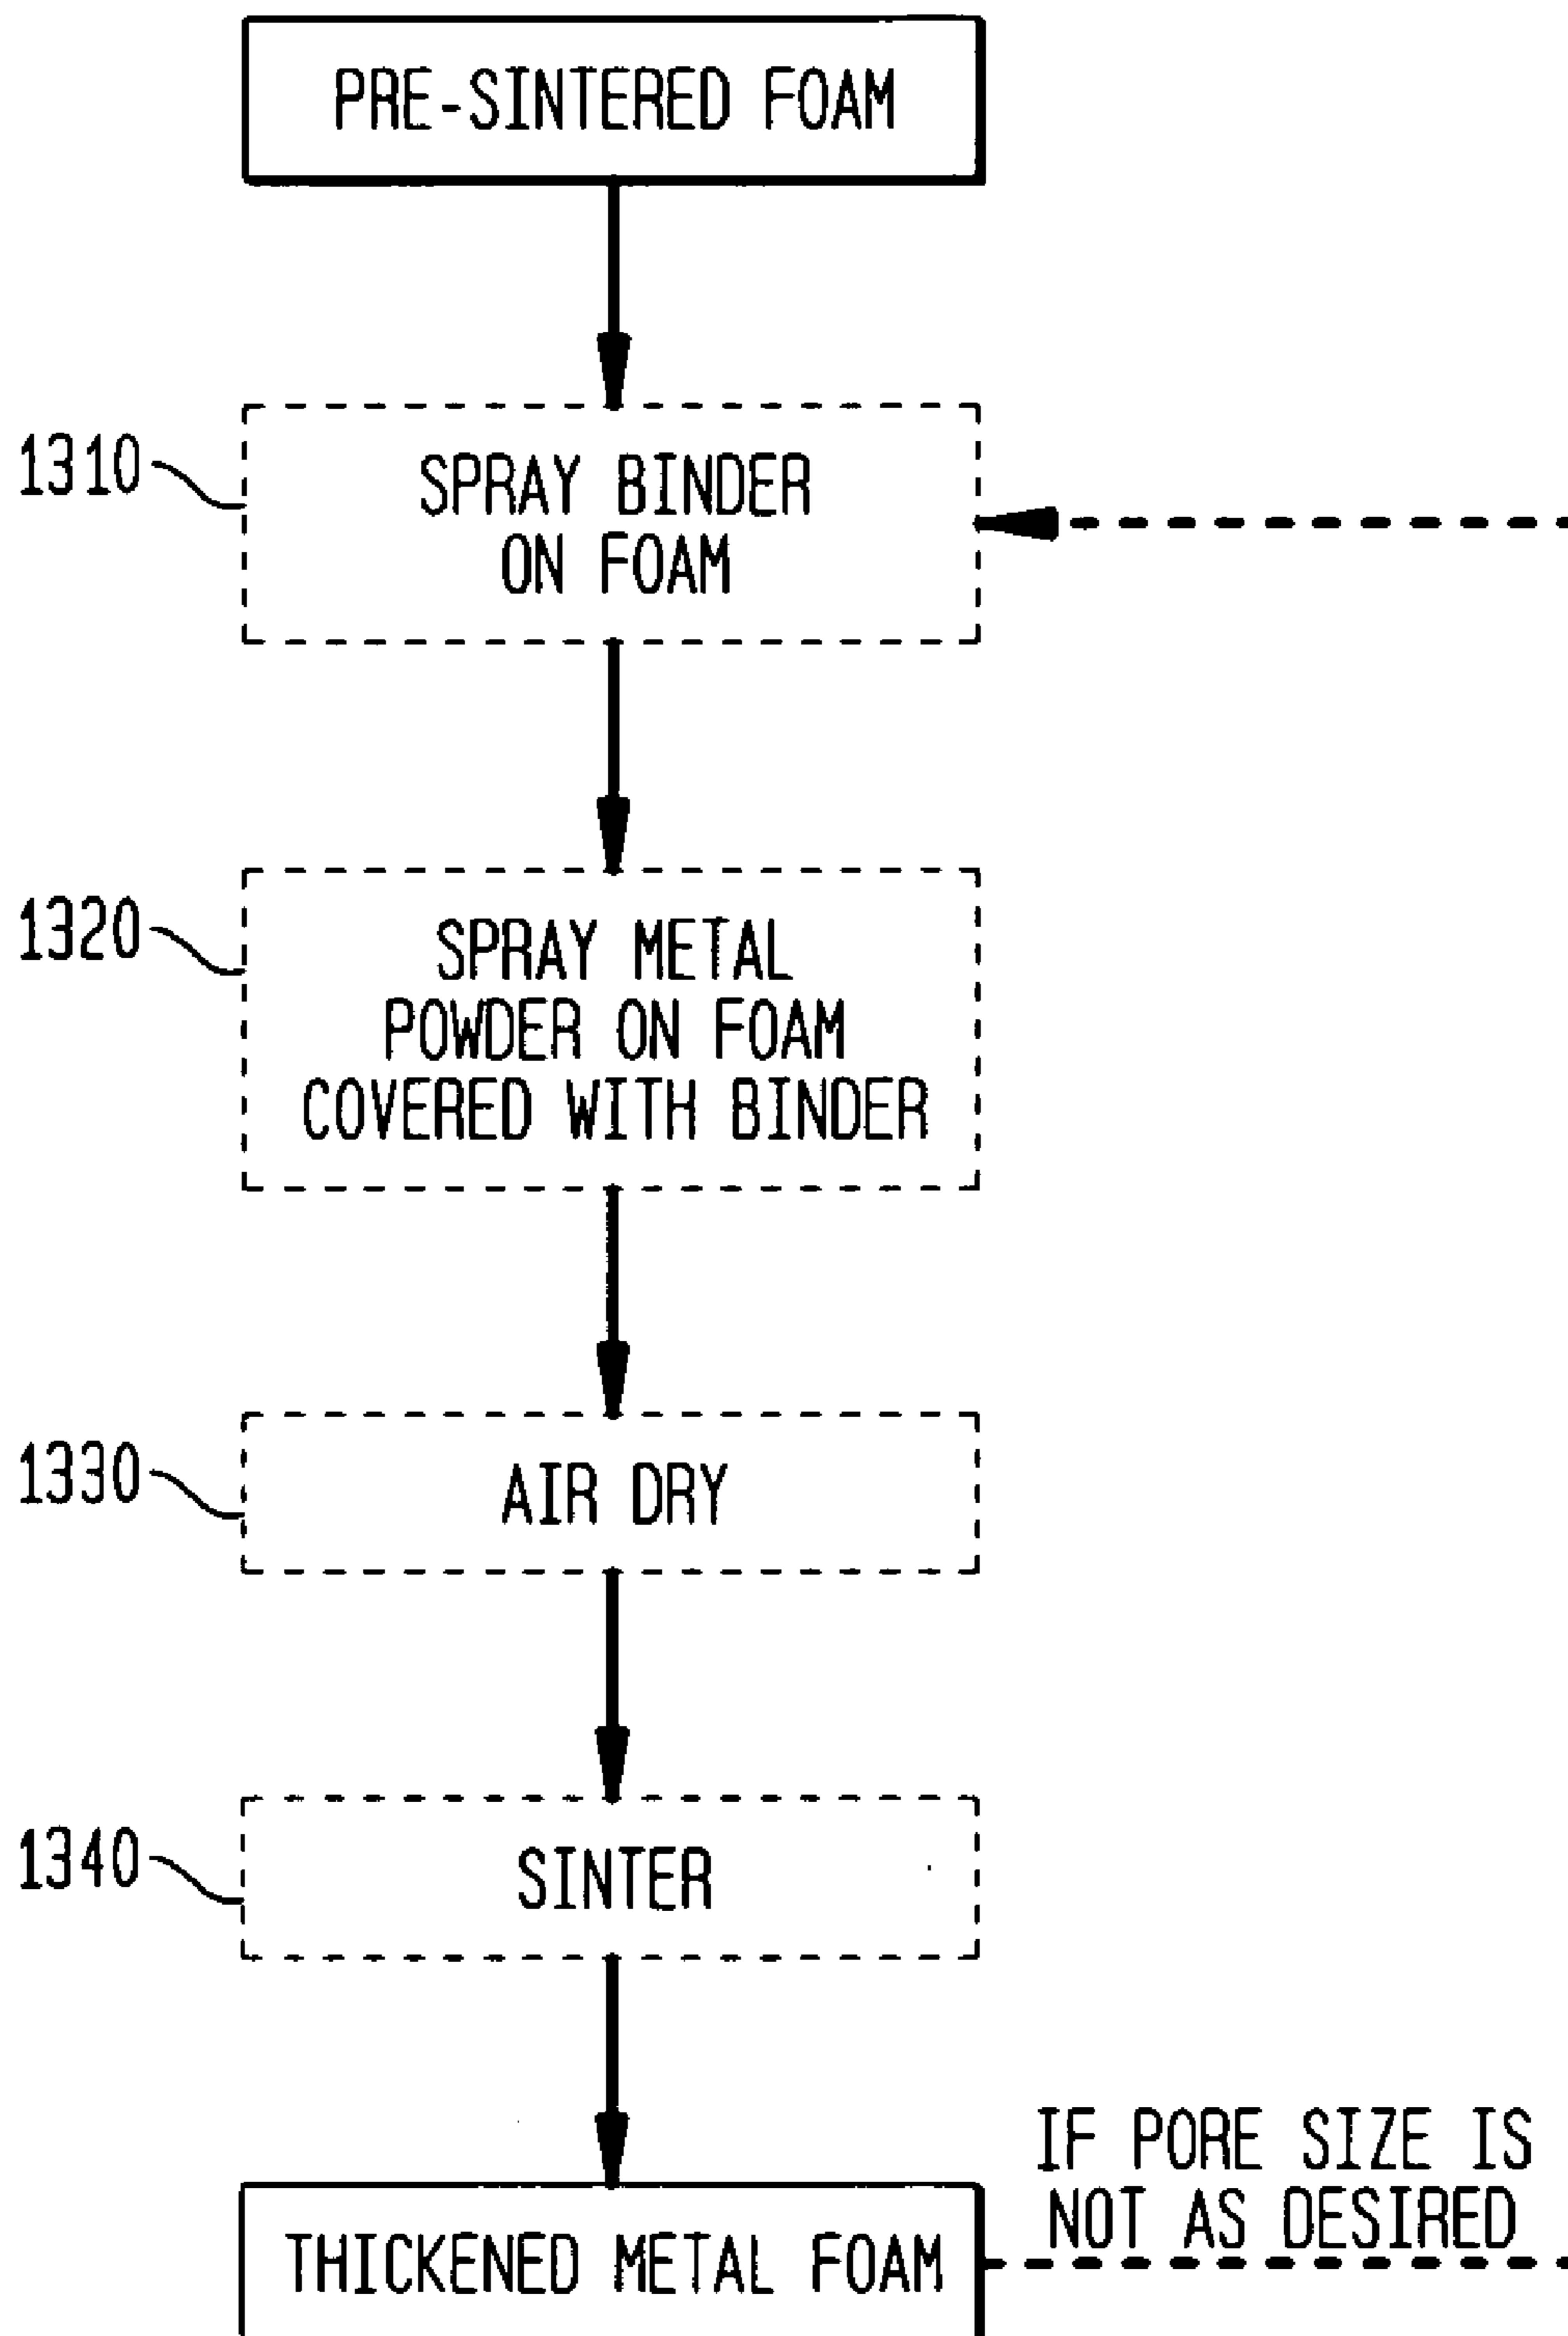 PRE-SINTERED FOAM
1310
SPRAY BINDER
ON FOAM
1320
SPRAY METAL
POWDER ON FOAM
COVERED WITH BINDER
1330
AIR DRY
1340
SINTER
IF PORE SIZE IS
NOT AS DESIRED
THICKENED METAL FOAM